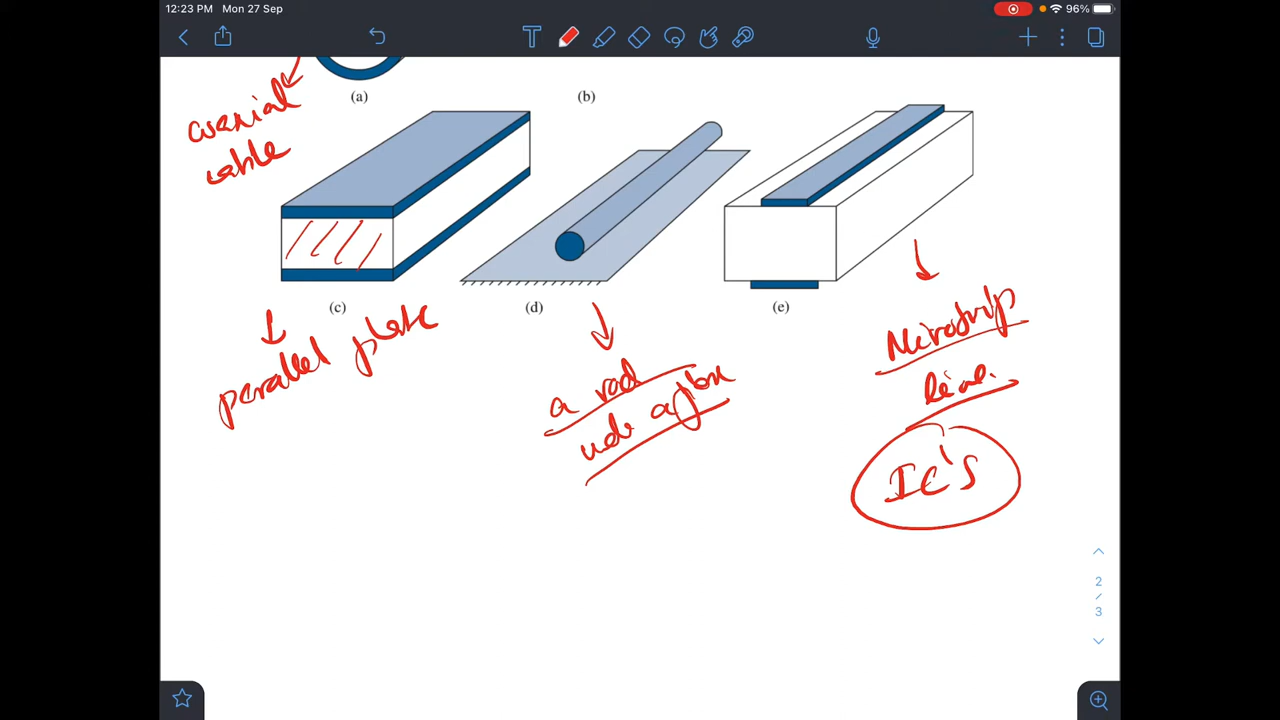 12:23 PM Mon 27 Sep
96%
(a)
(b)
coaxial
cable
(c)
(d)
(e)
parallel plate
a rod
Microstrip
line.
IC's
2
/
3